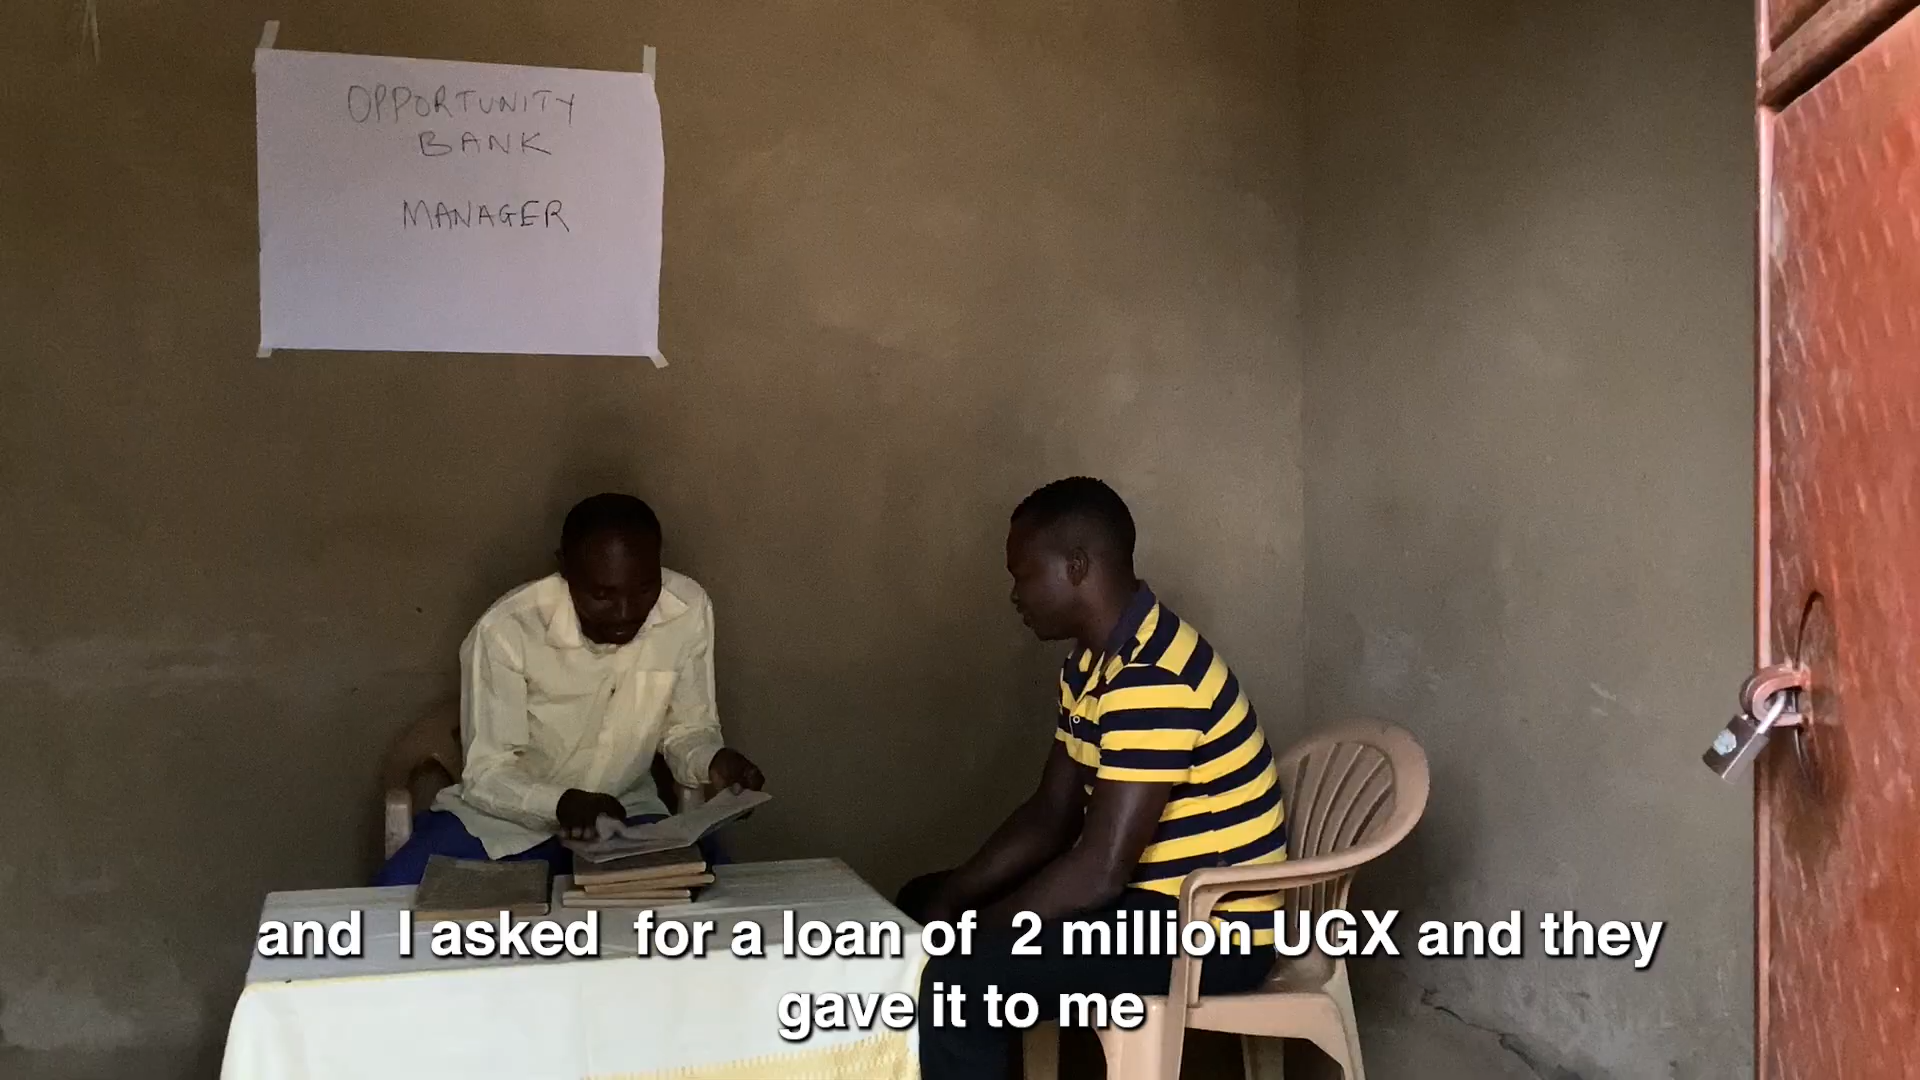 OPPORTUNITY
BANK
MANAGER
and I asked for a loan of 2 million UGX and they
gave it to me